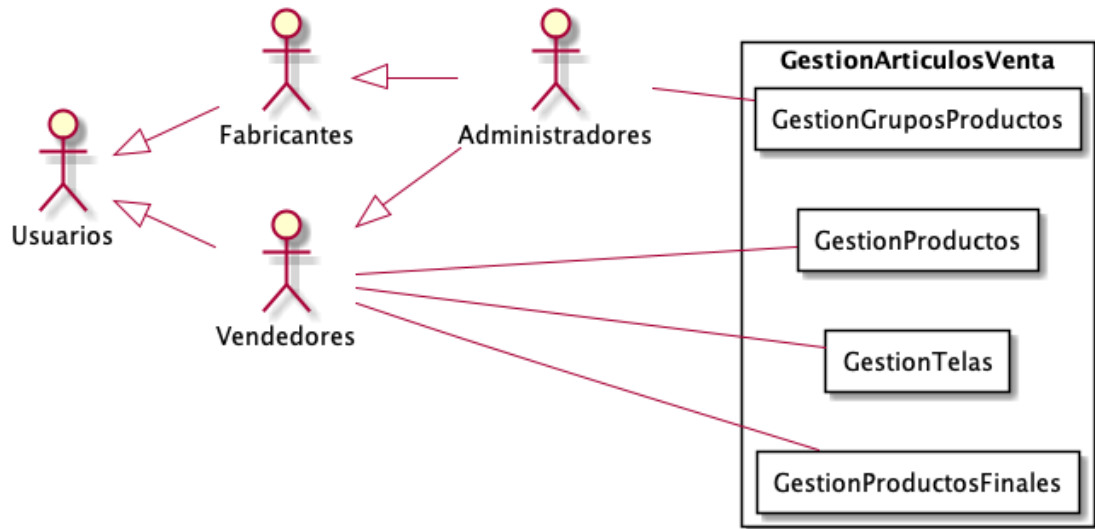 GestionArticulosVenta
GestionGruposProductos
Fabricantes
Administradores
Usuarios
GestionProductos
Vendedores
GestionTelas
GestionProductosFinales